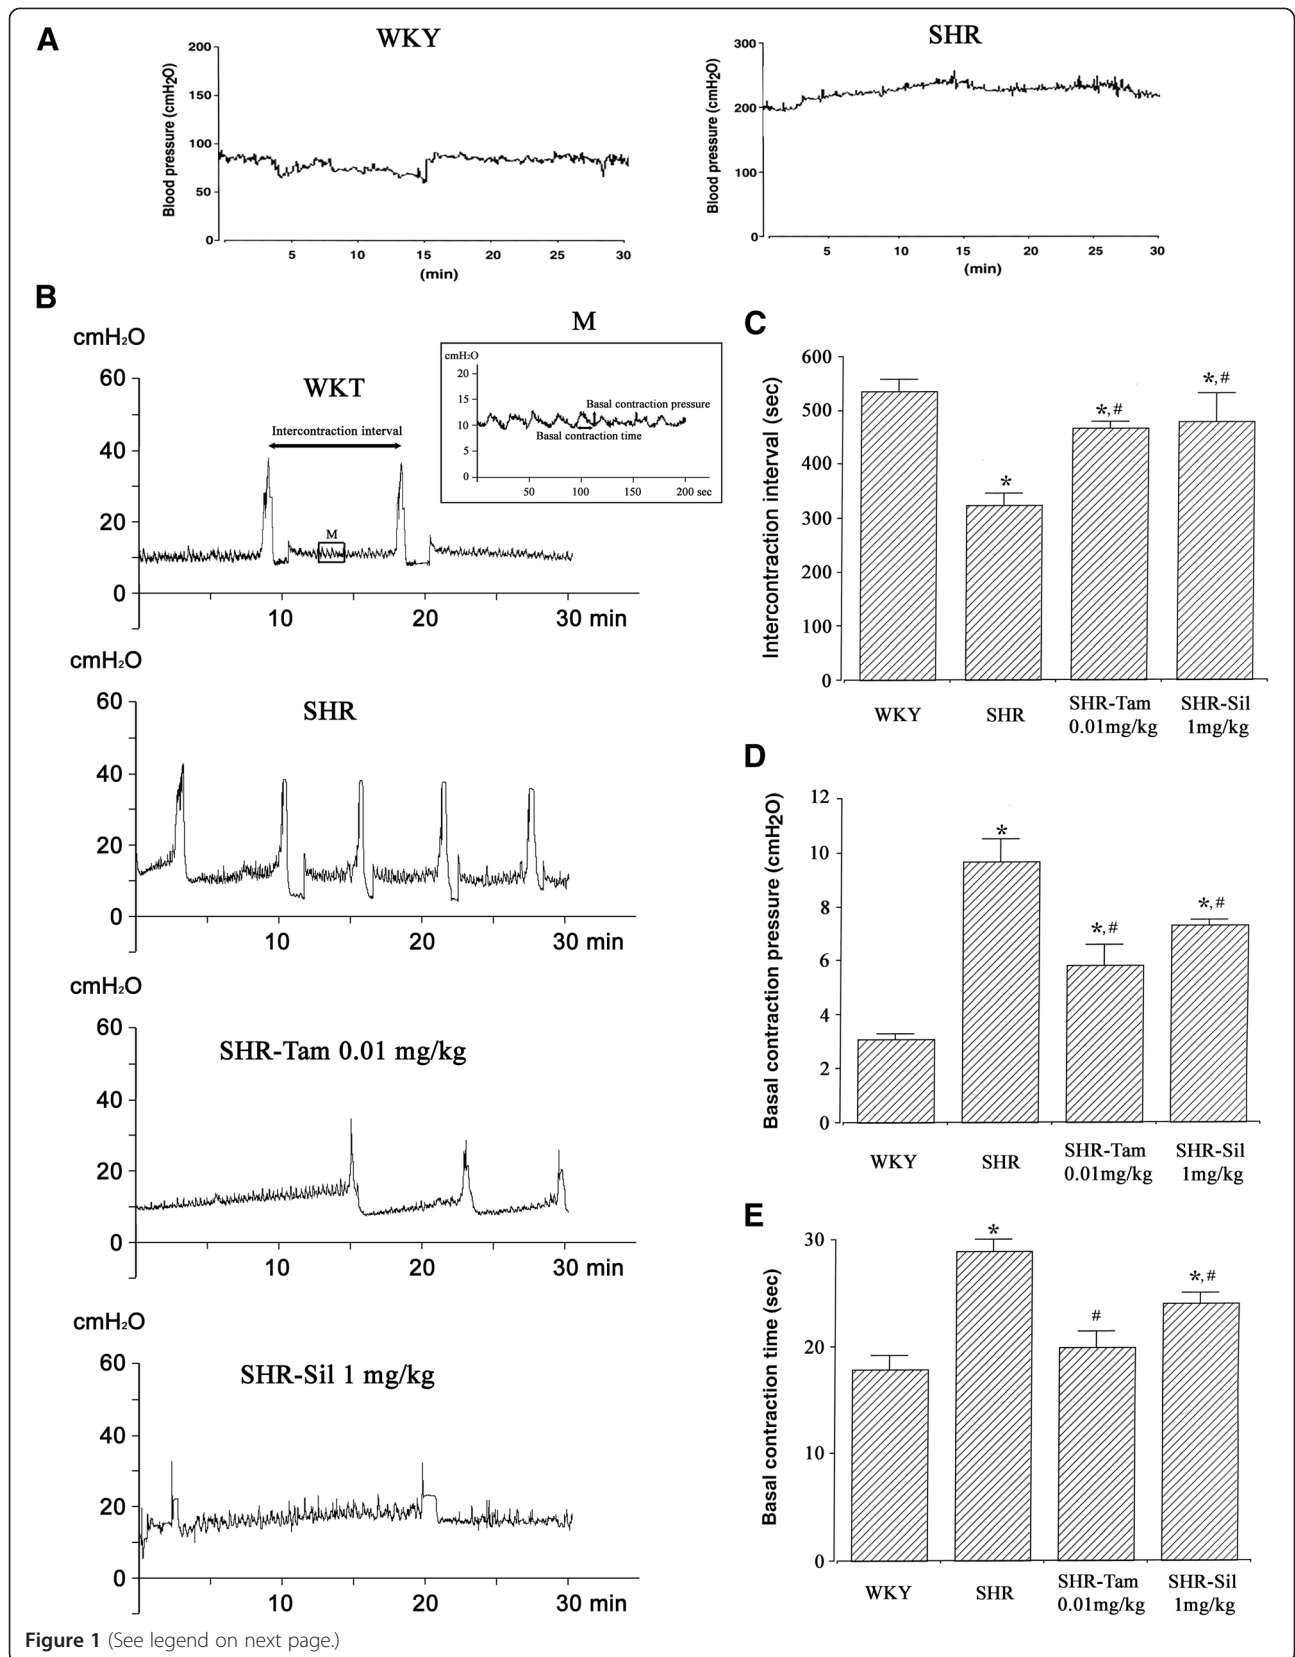 A
WKY
Blood pressure (cmH2O)
200
150
100
50
0
5 10 15 20 25 30
(min)
SHR
Blood pressure (cmH2O)
300
200
100
0
5 10 15 20 25 30
(min)
B
cmH2O
WKT
60
40
20
0
Intercontraction interval
M
10 20 30 min
M
cmH2O
20
15
10
5
0
Basal contraction pressure
Basal contraction time
50 100 150 200 sec
cmH2O
SHR
60
40
20
0
10 20 30 min
cmH2O
SHR-Tam 0.01 mg/kg
60
40
20
0
10 20 30 min
cmH2O
SHR-Sil 1 mg/kg
60
40
20
0
10 20 30 min
C
Intercontraction interval (sec)
600
500
400
300
200
100
0
*
*,#
*,#
WKY SHR SHR-Tam SHR-Sil
0.01mg/kg 1mg/kg
D
Basal contraction pressure (cmH2O)
12
10
8
6
4
2
0
*
*,#
*,#
WKY SHR SHR-Tam SHR-Sil
0.01mg/kg 1mg/kg
E
Basal contraction time (sec)
30
20
10
0
*
#
*,#
WKY SHR SHR-Tam SHR-Sil
0.01mg/kg 1mg/kg
Figure 1 (See legend on next page.)